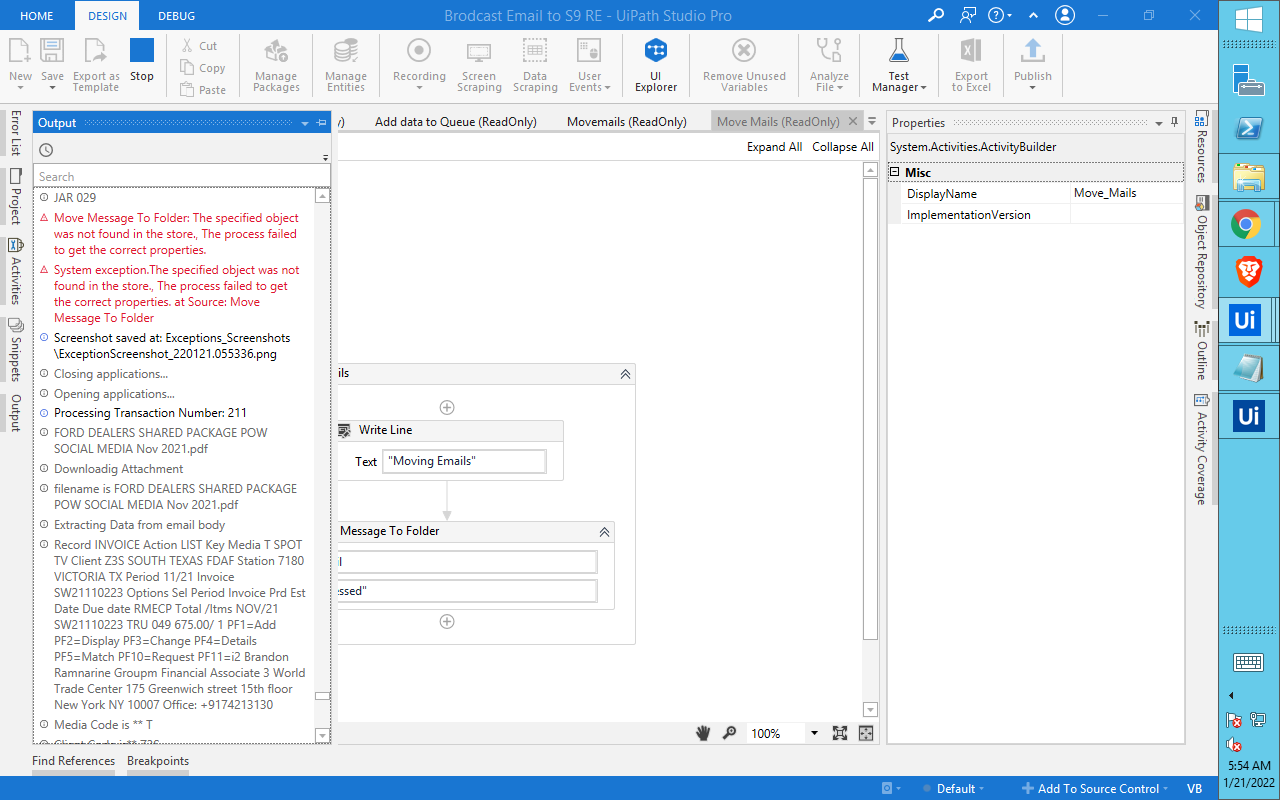 HOME
DESIGN
DEBUG
Brodcast Email to S9 RE - UiPath Studio Pro
New
Save
Export as
Template
Stop
Cut
Copy
Paste
Manage
Packages
Manage
Entities
Recording
Screen
Scraping
Data
Scraping
User
Events
UI
Explorer
Remove Unused
Variables
Analyze
File
Test
Manager
Export
to Excel
Publish
Error List
Project
Activities
Snippets
Output
Output
Search
JAR 029
Move Message To Folder: The specified object
was not found in the store., The process failed
to get the correct properties.
System exception.The specified object was not
found in the store., The process failed to get
the correct properties. at Source: Move
Message To Folder
Screenshot saved at: Exceptions_Screenshots
\ExceptionScreenshot_220121.055336.png
Closing applications...
Opening applications...
Processing Transaction Number: 211
FORD DEALERS SHARED PACKAGE POW
SOCIAL MEDIA Nov 2021.pdf
Downloadig Attachment
filename is FORD DEALERS SHARED PACKAGE
POW SOCIAL MEDIA Nov 2021.pdf
Extracting Data from email body
Record INVOICE Action LIST Key Media T SPOT
TV Client Z3S SOUTH TEXAS FDAF Station 7180
VICTORIA TX Period 11/21 Invoice
SW21110223 Options Sel Period Invoice Prd Est
Date Due date RMECP Total /Itms NOV/21
SW21110223 TRU 049 675.00/ 1 PF1=Add
PF2=Display PF3=Change PF4=Details
PF5=Match PF10=Request PF11=i2 Brandon
Ramnarine Groupm Financial Associate 3 World
Trade Center 175 Greenwich street 15th floor
New York NY 10007 Office: +9174213130
Media Code is ** T
Client Code is** Z3S
Find References
Breakpoints
y)
Add data to Queue (ReadOnly)
Movemails (ReadOnly)
Move Mails (ReadOnly)
Expand All
Collapse All
ils
Write Line
Text
"Moving Emails"
Message To Folder
il
essed"
100%
Properties
System.Activities.ActivityBuilder
Misc
DisplayName
Move_Mails
ImplementationVersion
Resources
Object Repository
Outline
Activity Coverage
Default
Add To Source Control
VB
Ui
Ui
5:54 AM
1/21/2022